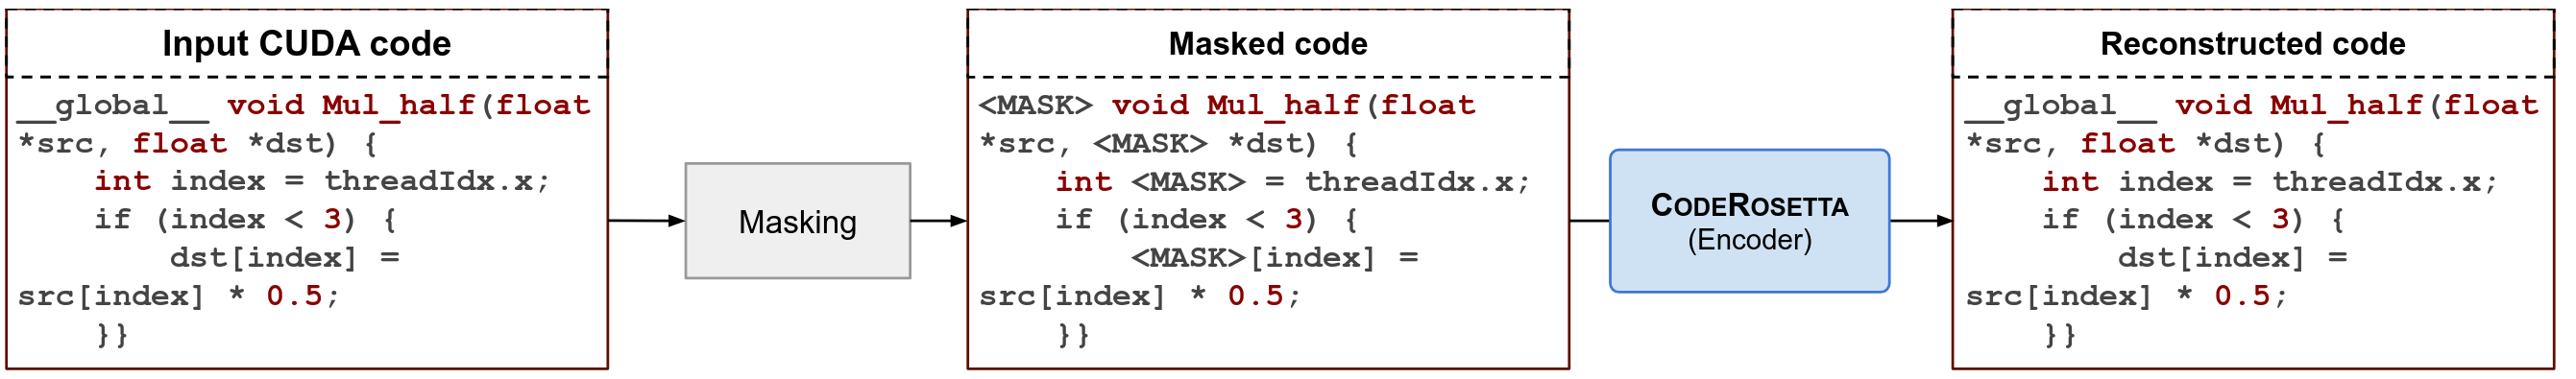 Input CUDA code
__global__ void Mul_half(float
*src, float *dst) {
    int index = threadIdx.x;
    if (index < 3) {
        dst[index] =
src[index] * 0.5;
    }}
Masking
Masked code
<MASK> void Mul_half(float
*src, <MASK> *dst) {
    int <MASK> = threadIdx.x;
    if (index < 3) {
        <MASK>[index] =
src[index] * 0.5;
    }}
CODEROSETTA
(Encoder)
Reconstructed code
__global__ void Mul_half(float
*src, float *dst) {
    int index = threadIdx.x;
    if (index < 3) {
        dst[index] =
src[index] * 0.5;
    }}